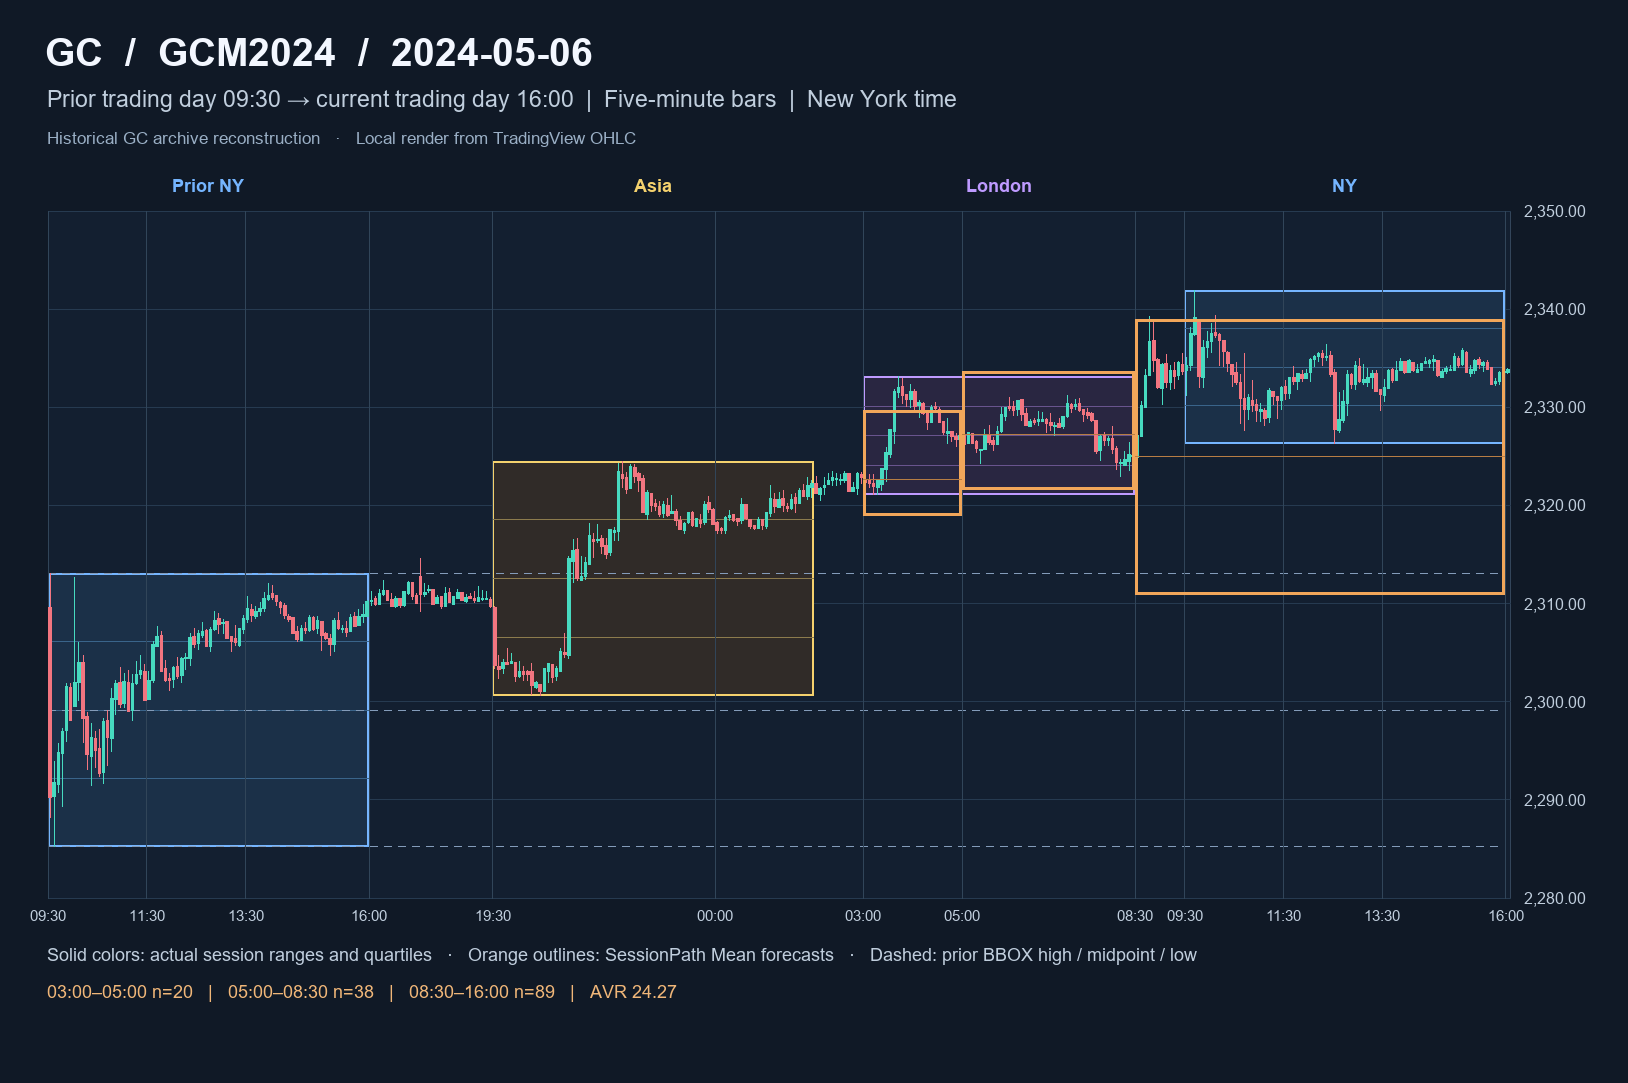 GC / GCM2024 / 2024-05-06
Prior trading day 09:30 → current trading day 16:00 | Five-minute bars | New York time
Historical GC archive reconstruction · Local render from TradingView OHLC
Prior NY Asia London NY
2,350.00
2,340.00
2,330.00
2,320.00
2,310.00
2,300.00
2,290.00
2,280.00
09:30 11:30 13:30 16:00 19:30 00:00 03:00 05:00 08:30 09:30 11:30 13:30 16:00
Solid colors: actual session ranges and quartiles · Orange outlines: SessionPath Mean forecasts · Dashed: prior BBOX high / midpoint / low
03:00–05:00 n=20 | 05:00–08:30 n=38 | 08:30–16:00 n=89 | AVR 24.27